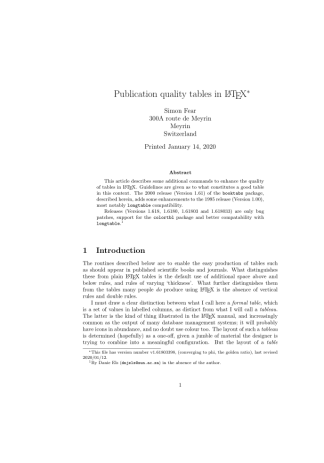 Publication quality tables in LATEX*
Simon Fear
300A route de Meyrin
Meyrin
Switzerland
Printed January 14, 2020
Abstract
This article describes some additional commands to enhance the quality
of tables in LATEX. Guidelines are given as to what constitutes a good table
in this context. The 2000 release (Version 1.61) of the booktabs package,
described herein, adds some enhancements to the 1995 release (Version 1.00),
most notably longtable compatibility.
Releases (Versions 1.618, 1.6180, 1.61803 and 1.618033) are only bug
patches, support for the colortbl package and better compatibility with
longtable.¹
1 Introduction
The routines described below are to enable the easy production of tables such
as should appear in published scientific books and journals. What distinguishes
these from plain LATEX tables is the default use of additional space above and
below rules, and rules of varying ‘thickness’. What further distinguishes them
from the tables many people do produce using LATEX is the absence of vertical
rules and double rules.
I must draw a clear distinction between what I call here a formal table, which
is a set of values in labelled columns, as distinct from what I will call a tableau.
The latter is the kind of thing illustrated in the LATEX manual, and increasingly
common as the output of many database management systems; it will probably
have icons in abundance, and no doubt use colour too. The layout of such a tableau
is determined (hopefully) as a one-off, given a jumble of material the designer is
trying to combine into a meaningful configuration. But the layout of a table
*This file has version number v1.61803398, (converging to phi, the golden ratio), last revised
2020/01/12.
¹By Danie Els (                ) in the absence of the author.
1